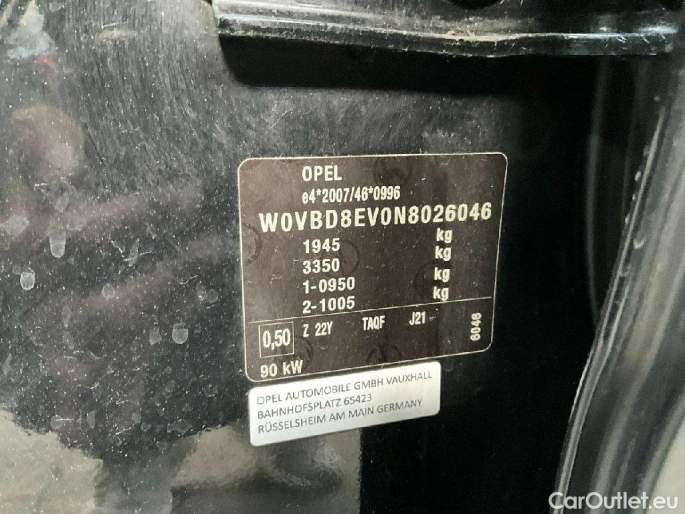 OPEL
e4*2007/46*0996
W0VBD8EV0N8026046
1945 kg
3350 kg
1-0950 kg
2-1005 kg
0,50 Z 22Y TAQF J21 6046
90 kW
OPEL AUTOMOBILE GMBH VAUXHALL
BAHNHOFSPLATZ 65423
RÜSSELSHEIM AM MAIN GERMANY
CarOutlet.eu